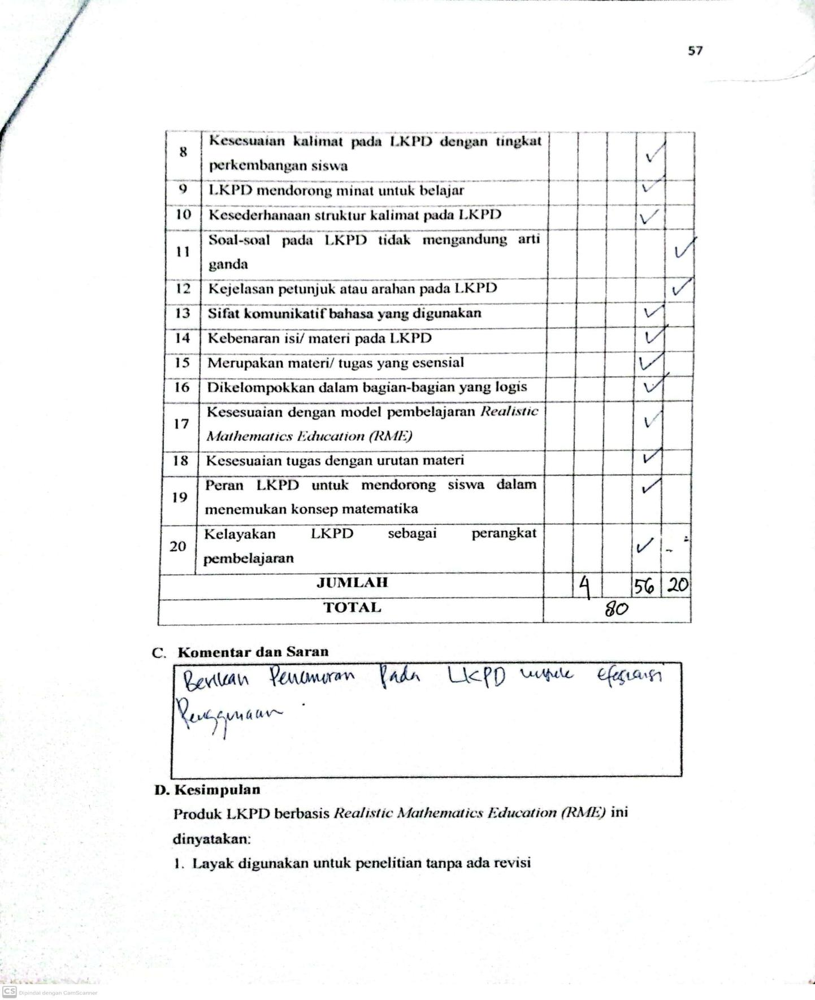 57
8 Kesesuaian kalimat pada LKPD dengan tingkat
perkembangan siswa ✓
9 LKPD mendorong minat untuk belajar ✓
10 Kesederhanaan struktur kalimat pada LKPD ✓
11 Soal-soal pada LKPD tidak mengandung arti
ganda ✓
12 Kejelasan petunjuk atau arahan pada LKPD ✓
13 Sifat komunikatif bahasa yang digunakan ✓
14 Kebenaran isi/ materi pada LKPD ✓
15 Merupakan materi/ tugas yang esensial ✓
16 Dikelompokkan dalam bagian-bagian yang logis ✓
17 Kesesuaian dengan model pembelajaran Realistic
Mathematics Education (RME) ✓
18 Kesesuaian tugas dengan urutan materi ✓
19 Peran LKPD untuk mendorong siswa dalam
menemukan konsep matematika ✓
20 Kelayakan LKPD sebagai perangkat
pembelajaran ✓
JUMLAH 4 56 20
TOTAL 80
C. Komentar dan Saran
Berikan Penomoran Pada LKPD untuk
Penggunaan .
D. Kesimpulan
Produk LKPD berbasis Realistic Mathematics Education (RME) ini
dinyatakan:
1. Layak digunakan untuk penelitian tanpa ada revisi
CS Dipindai dengan CamScanner